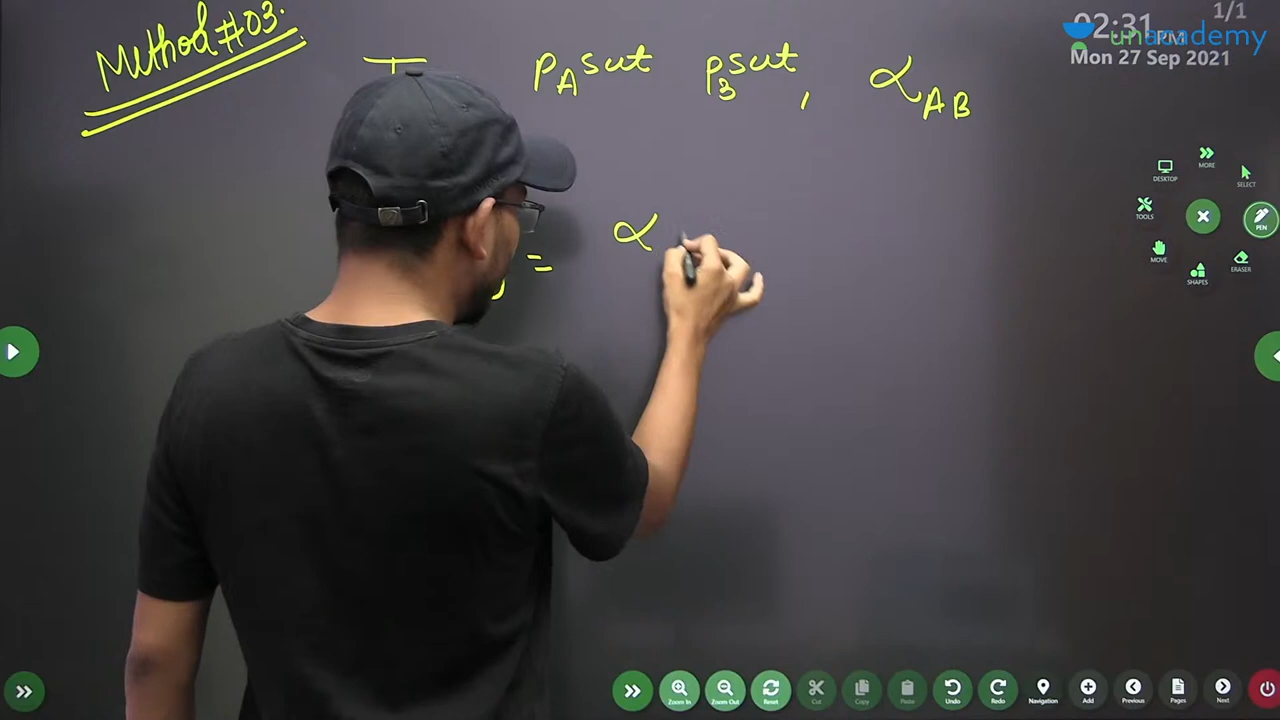 Method #03.
T PAsat PBsat, αAB
y = α
02:31 PM
Mon 27 Sep 2021
1/1
unacademy
MORE
DESKTOP
SELECT
TOOLS
PEN
MOVE
ERASER
SHAPES
Zoom In Zoom Out Reset Cut Copy Paste Undo Redo Navigation Add Previous Pages Next